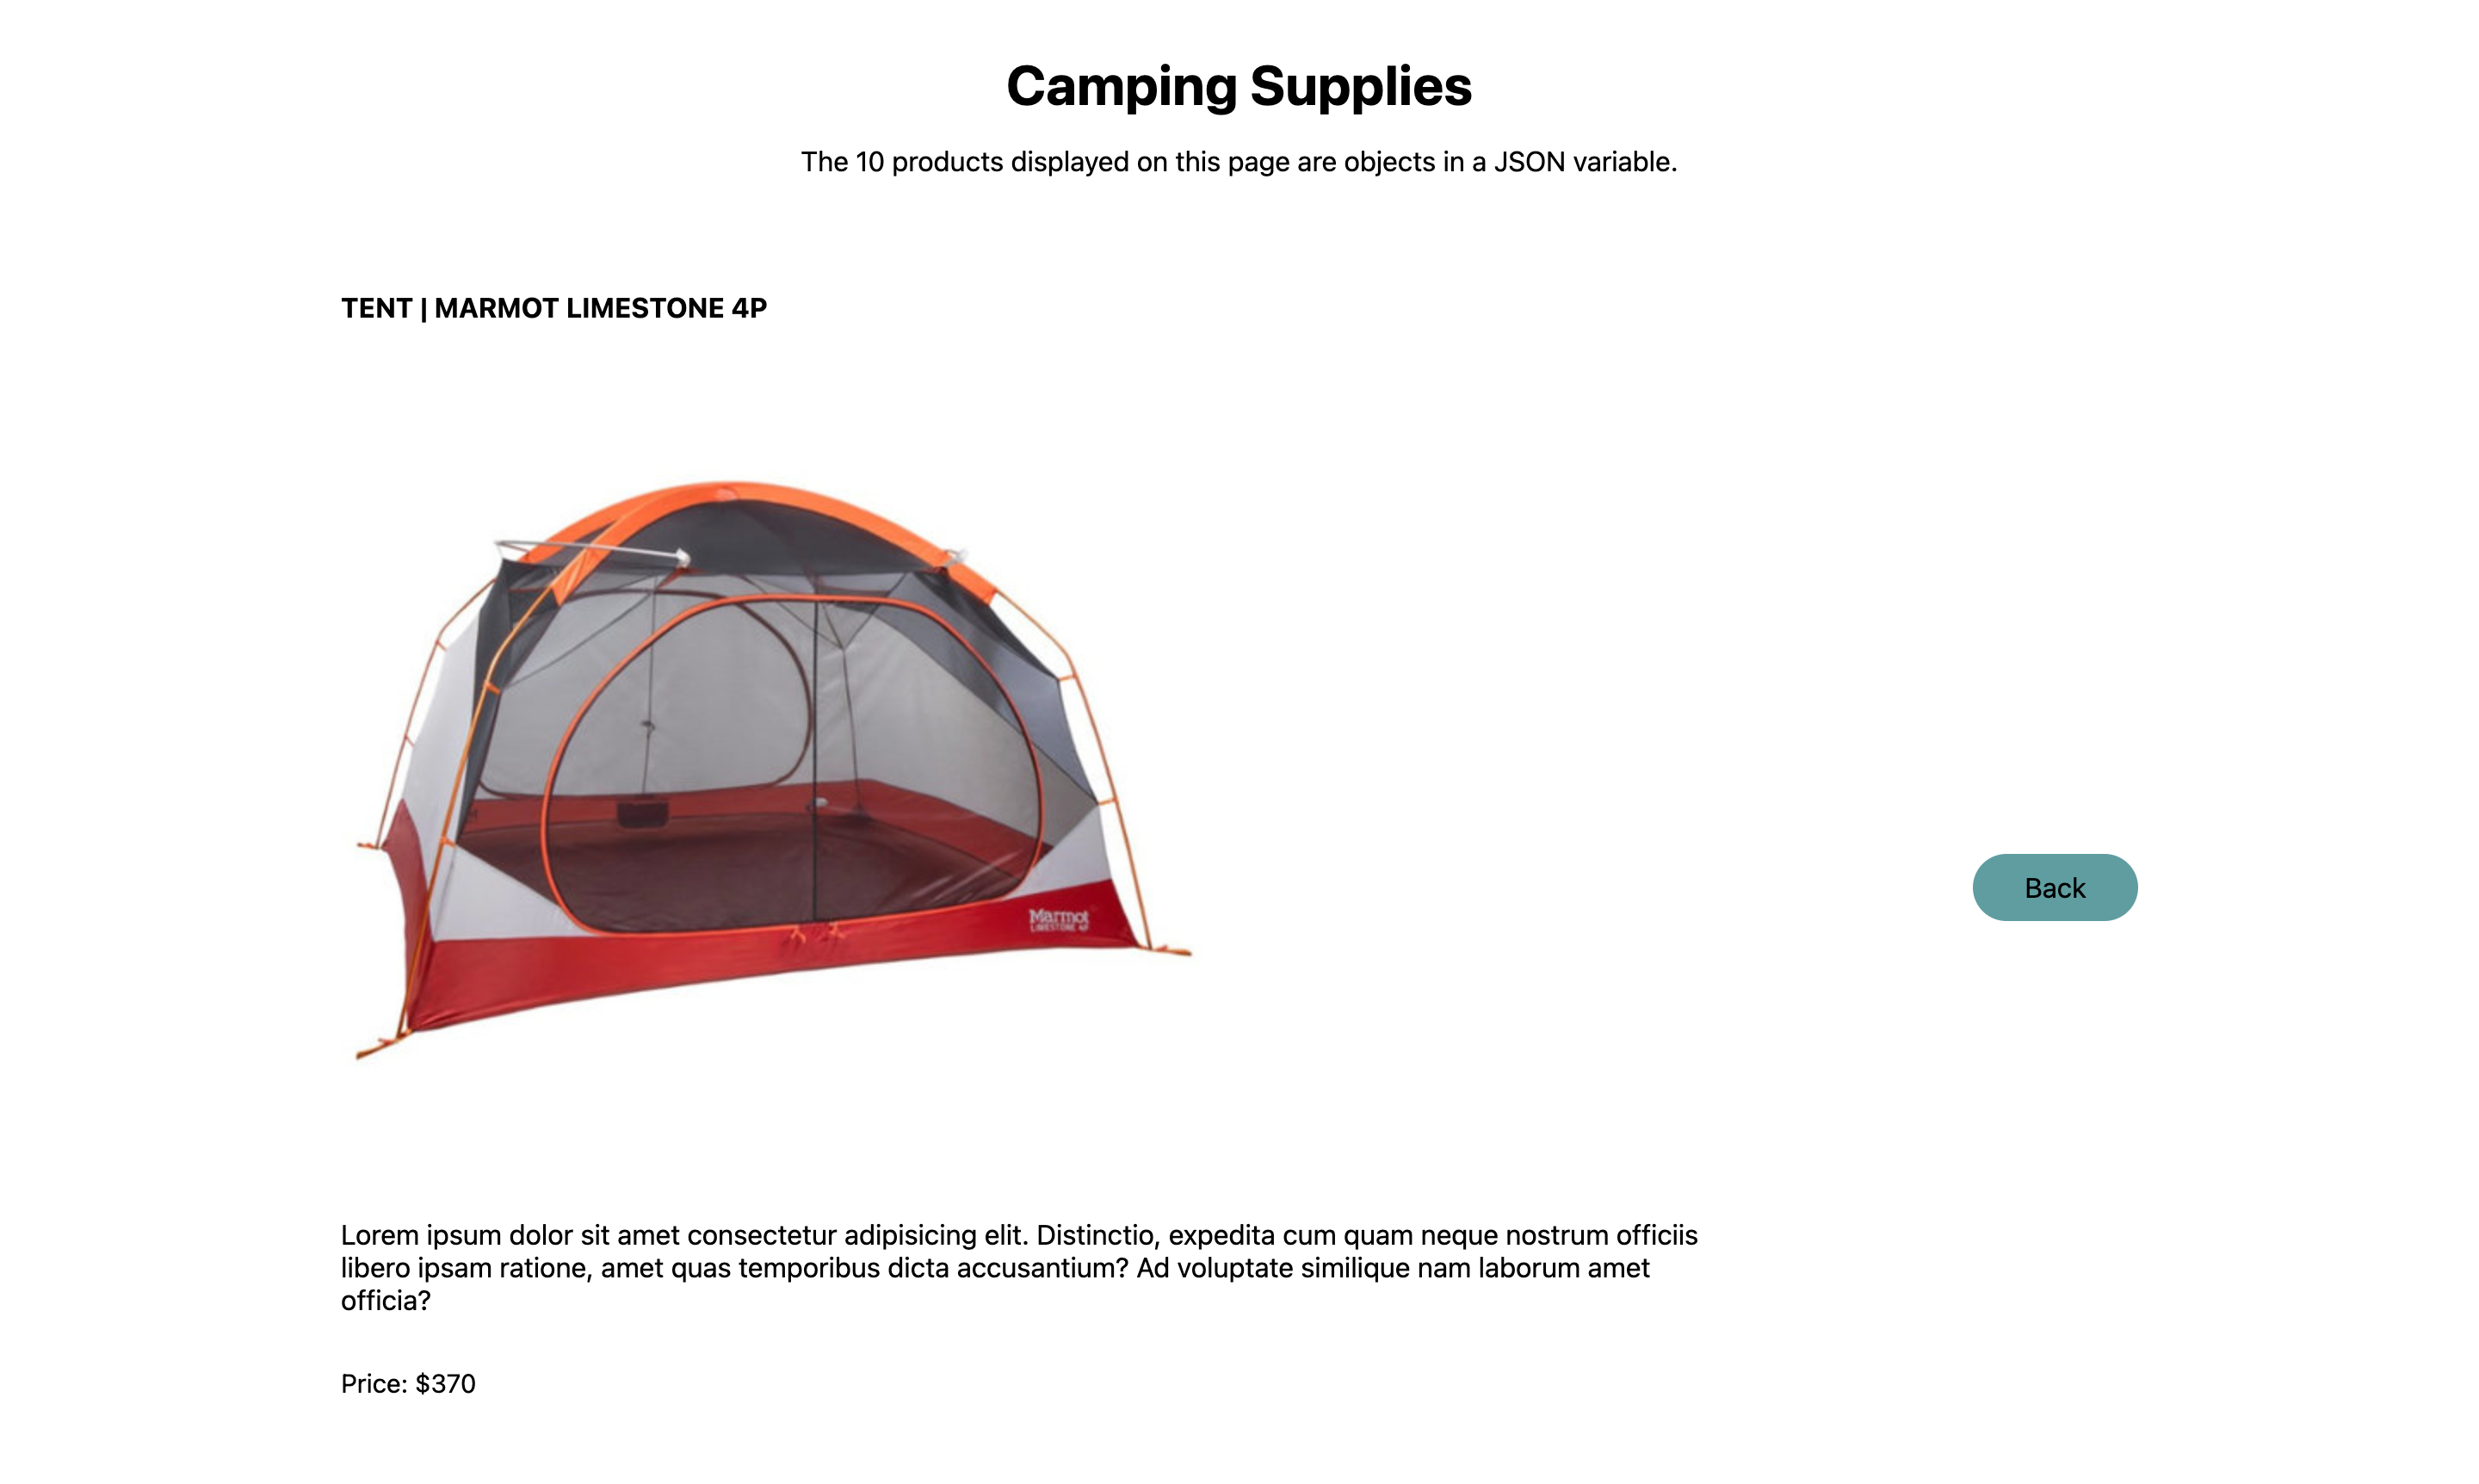 Camping Supplies
The 10 products displayed on this page are objects in a JSON variable.
TENT | MARMOT LIMESTONE 4P
Marmot
LIMESTONE 4P
Back
Lorem ipsum dolor sit amet consectetur adipisicing elit. Distinctio, expedita cum quam neque nostrum officiis
libero ipsam ratione, amet quas temporibus dicta accusantium? Ad voluptate similique nam laborum amet
officia?
Price: $370